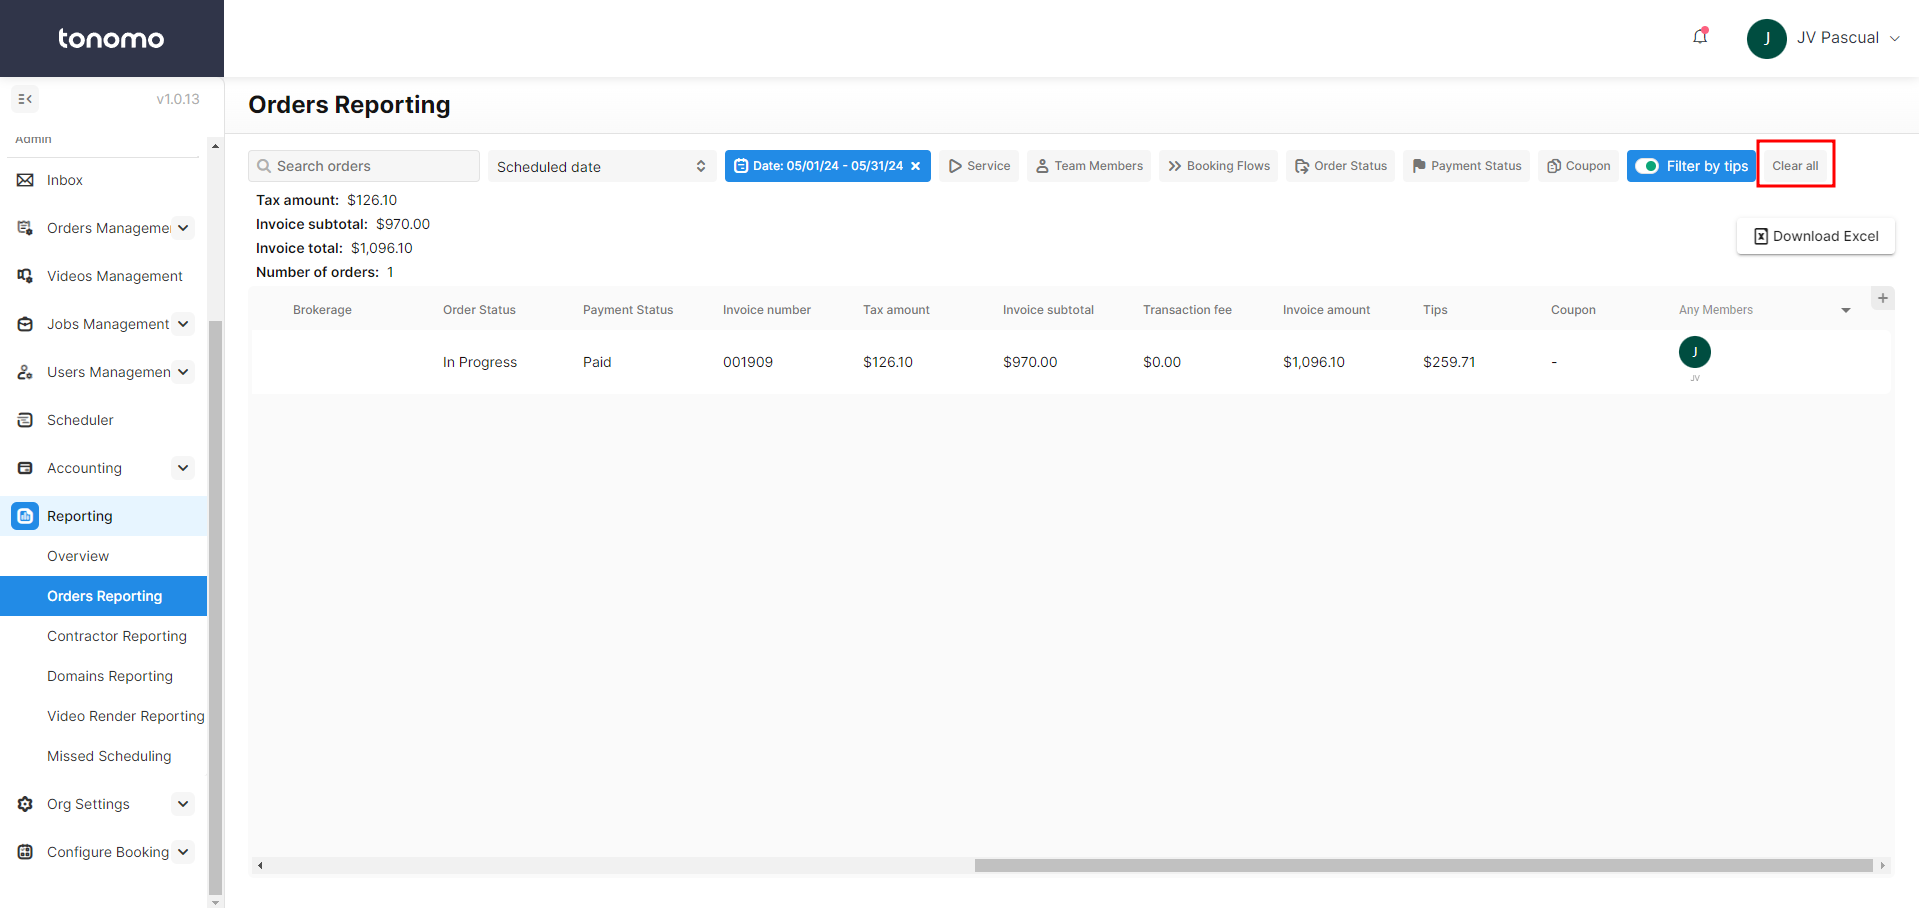 tonomo
J JV Pascual
v1.0.13
Admin
Inbox
Orders Managemen
Videos Management
Jobs Management
Users Managemen
Scheduler
Accounting
Reporting
Overview
Orders Reporting
Contractor Reporting
Domains Reporting
Video Render Reporting
Missed Scheduling
Org Settings
Configure Booking
Orders Reporting
Search orders Scheduled date Date: 05/01/24 - 05/31/24 Service Team Members Booking Flows Order Status Payment Status Coupon Filter by tips Clear all
Tax amount: $126.10
Invoice subtotal: $970.00
Invoice total: $1,096.10
Number of orders: 1
Download Excel
Brokerage Order Status Payment Status Invoice number Tax amount Invoice subtotal Transaction fee Invoice amount Tips Coupon Any Members +
In Progress Paid 001909 $126.10 $970.00 $0.00 $1,096.10 $259.71 - J
JV